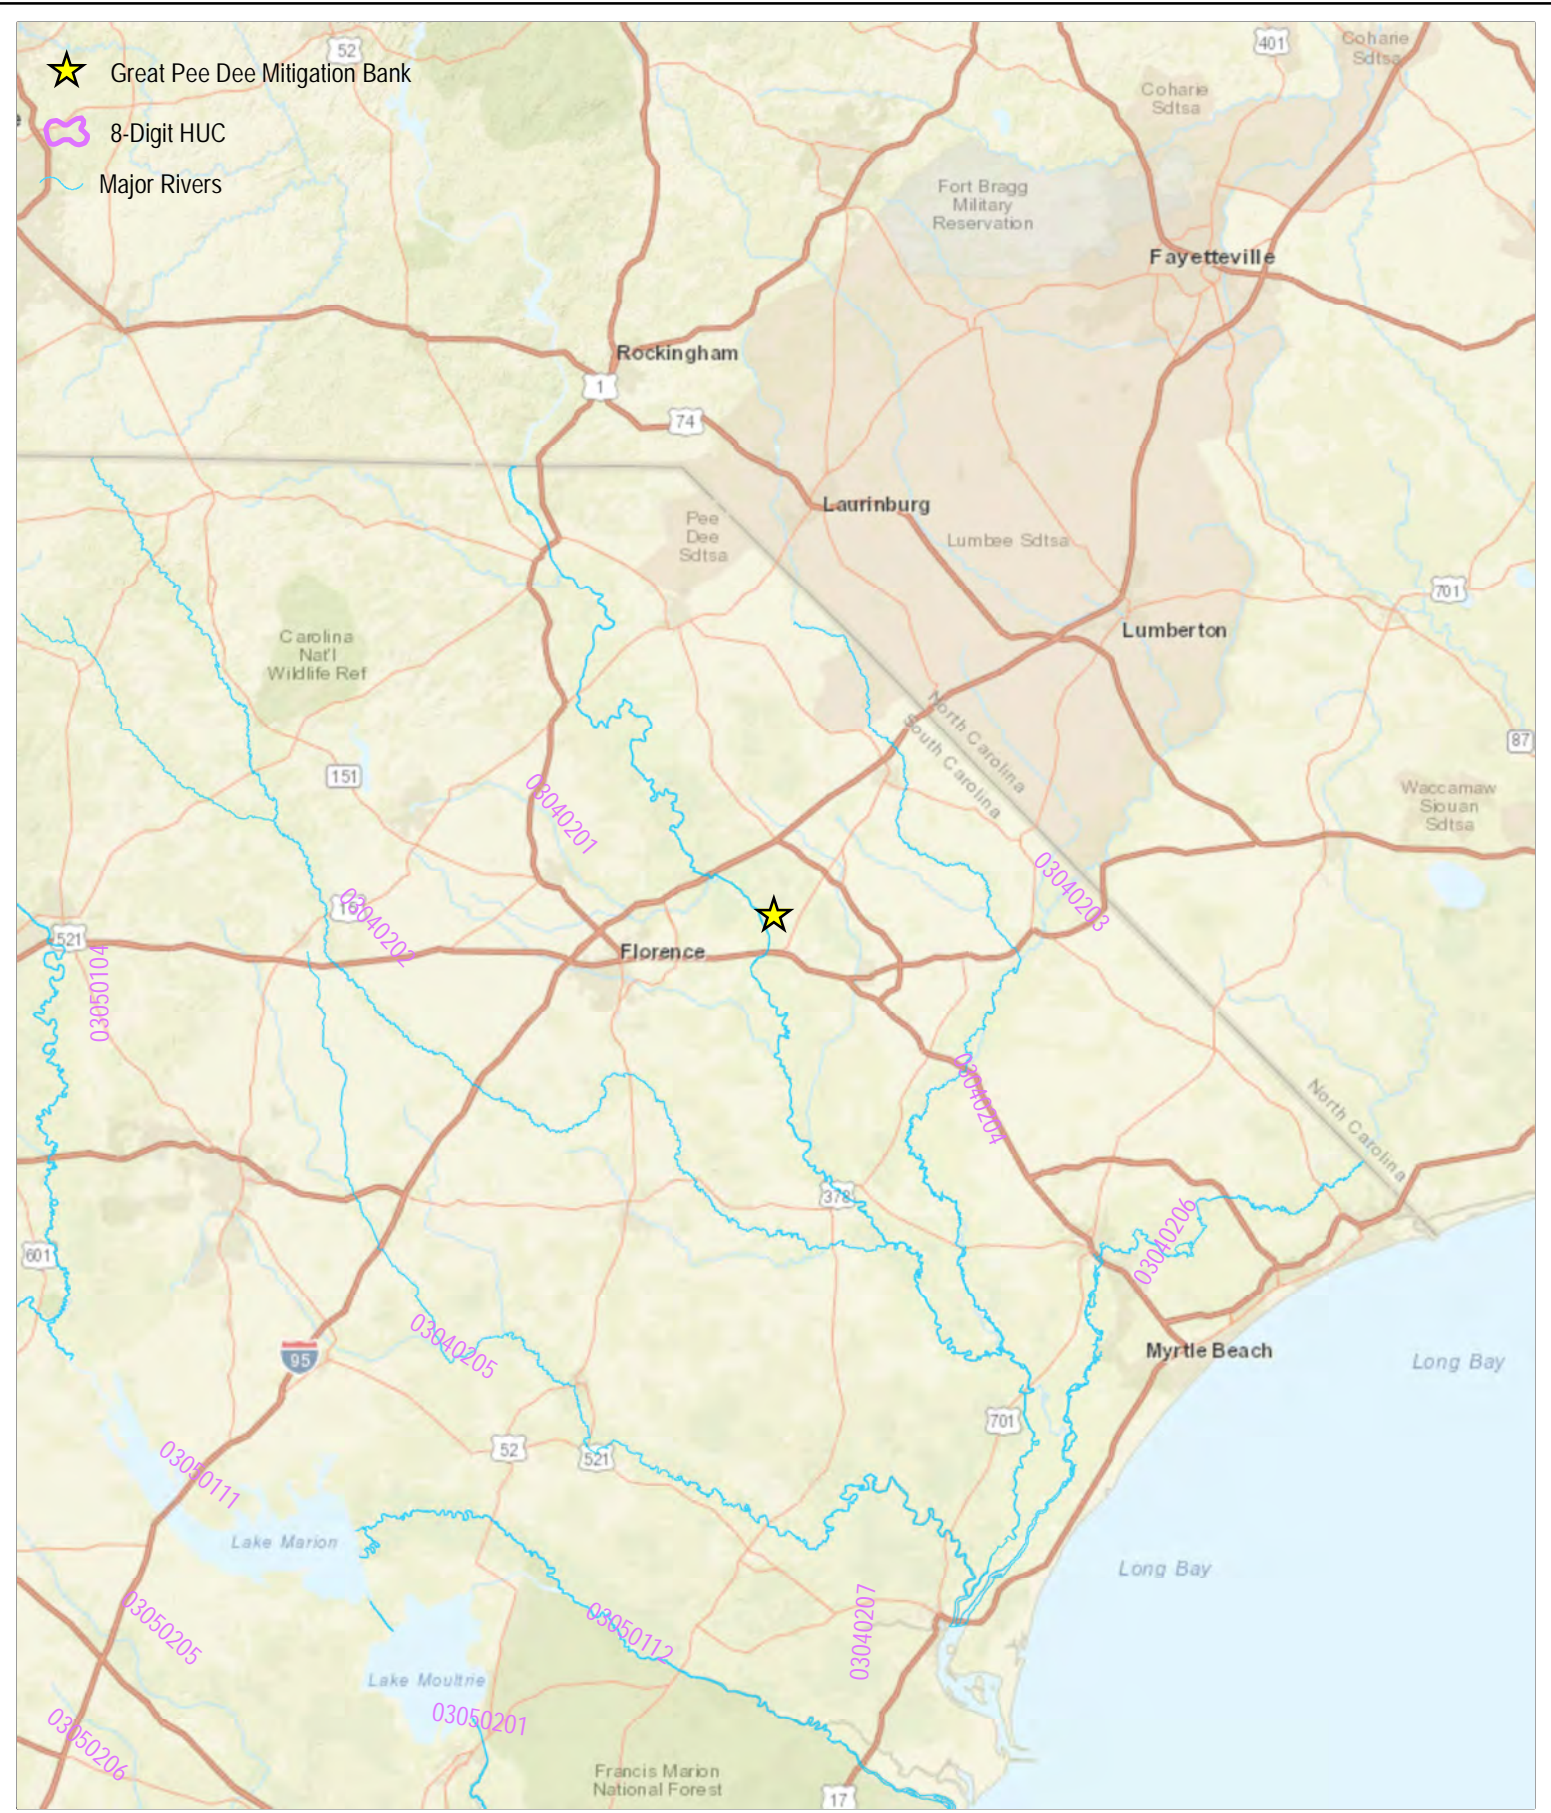 52
401
Coharie
Sdtsa
Great Pee Dee Mitigation Bank
Coharie
Sdtsa
8-Digit HUC
Major Rivers
Fort Bragg
Military
Reservation
Fayetteville
Rockingham
1
74
Laurinburg
Pee
Dee
Sdtsa
Lumbee Sdtsa
701
Lumberton
Carolina
Nat'l
Wildlife Ref
North Carolina
South Carolina
87
151
03040201
Waccamaw
Siouan
Sdtsa
03040203
03040202
521
Florence
03050104
03040204
North Carolina
378
03040206
601
03040205
95
Myrtle Beach
Long Bay
701
52
521
03050111
Lake Marion
Long Bay
03050205
03050112
03040207
Lake Moultrie
03050201
03050206
Francis Marion
National Forest
17